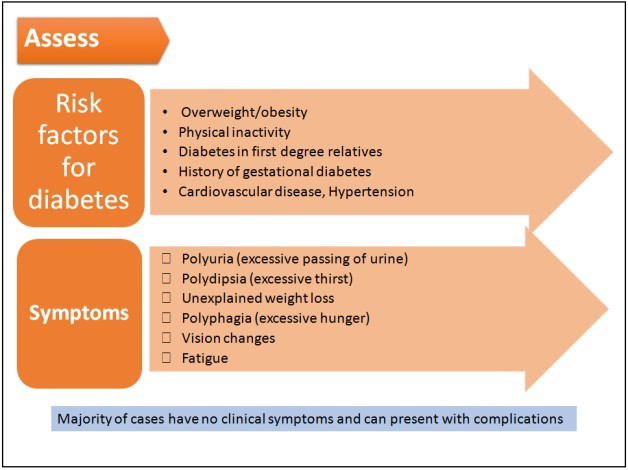 Assess
Risk
factors
for
diabetes
• Overweight/obesity
• Physical inactivity
• Diabetes in first degree relatives
• History of gestational diabetes
• Cardiovascular disease, Hypertension
Symptoms
□ Polyuria (excessive passing of urine)
□ Polydipsia (excessive thirst)
□ Unexplained weight loss
□ Polyphagia (excessive hunger)
□ Vision changes
□ Fatigue
Majority of cases have no clinical symptoms and can present with complications